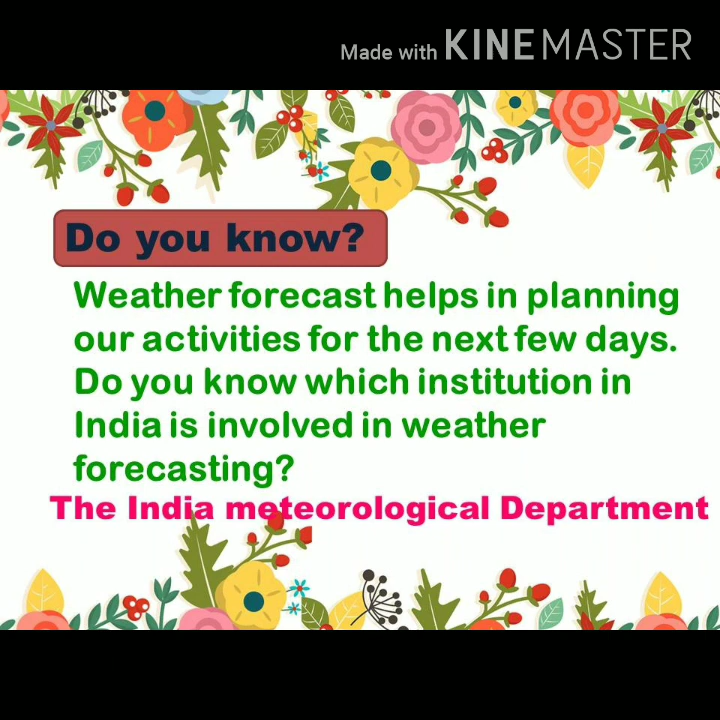 Made with KINEMASTER
Do you know?
Weather forecast helps in planning
our activities for the next few days.
Do you know which institution in
India is involved in weather
forecasting?
The India meteorological Department